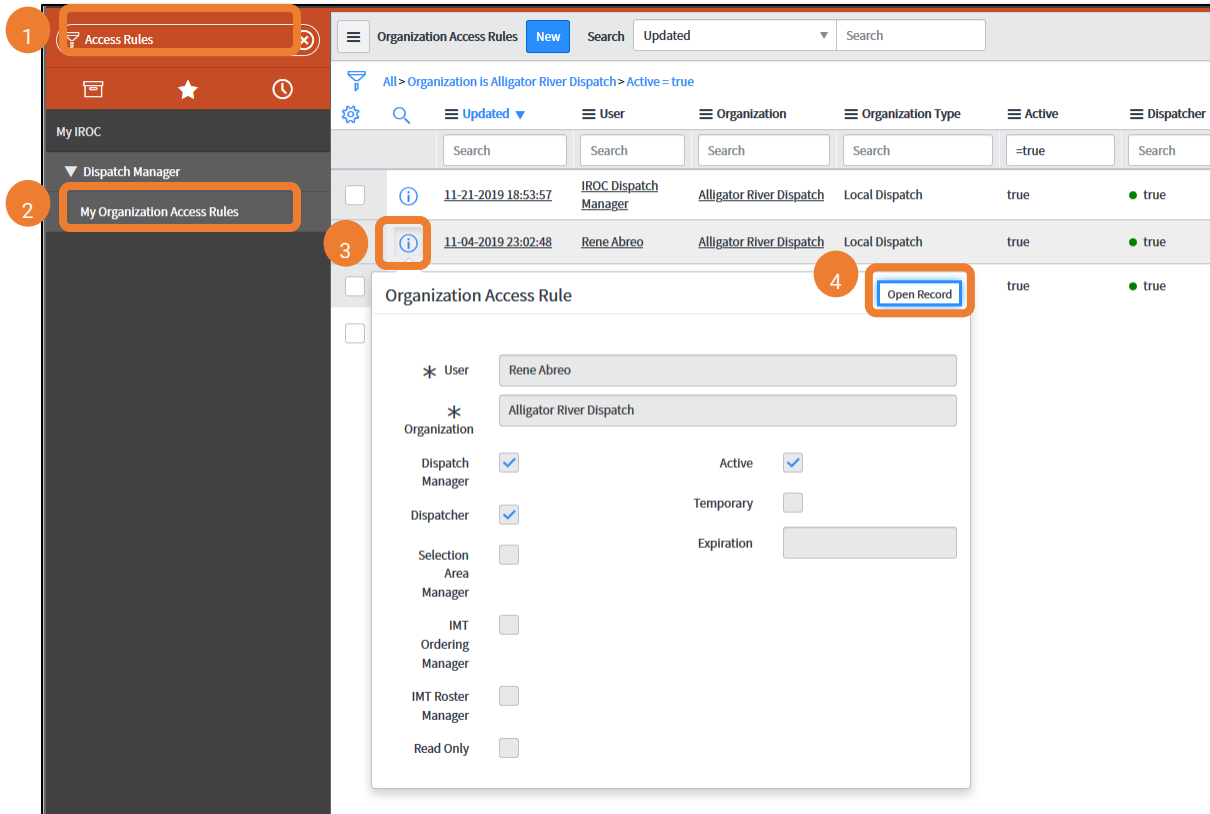 1
Access Rules
Organization Access Rules New Search Updated Search
All > Organization is Alligator River Dispatch > Active = true
My IROC
Updated User Organization Organization Type Active Dispatcher
Search Search Search Search =true Search
Dispatch Manager
2
My Organization Access Rules
11-21-2019 18:53:57 IROC Dispatch Manager Alligator River Dispatch Local Dispatch true true
3
11-04-2019 23:02:48 Rene Abreo Alligator River Dispatch Local Dispatch true true
4
true true
Organization Access Rule Open Record
User Rene Abreo
Organization Alligator River Dispatch
Dispatch Manager
Active
Dispatcher
Temporary
Selection Area Manager
Expiration
IMT Ordering Manager
IMT Roster Manager
Read Only